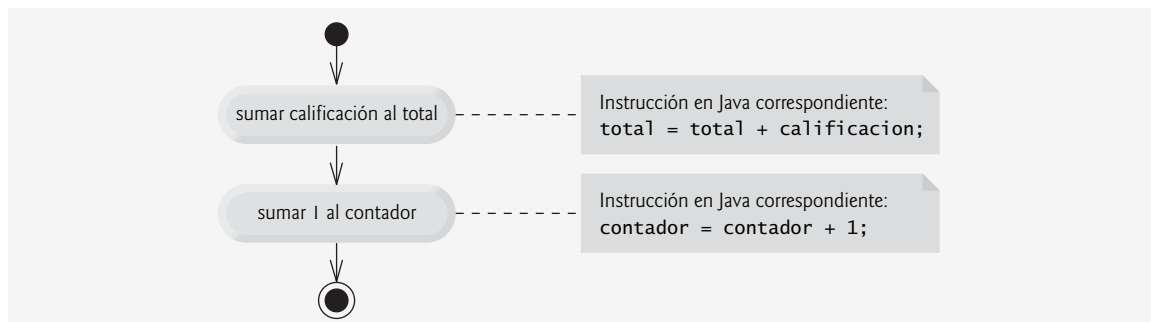 sumar calificación al total
Instrucción en Java correspondiente:
total = total + calificacion;
sumar 1 al contador
Instrucción en Java correspondiente:
contador = contador + 1;